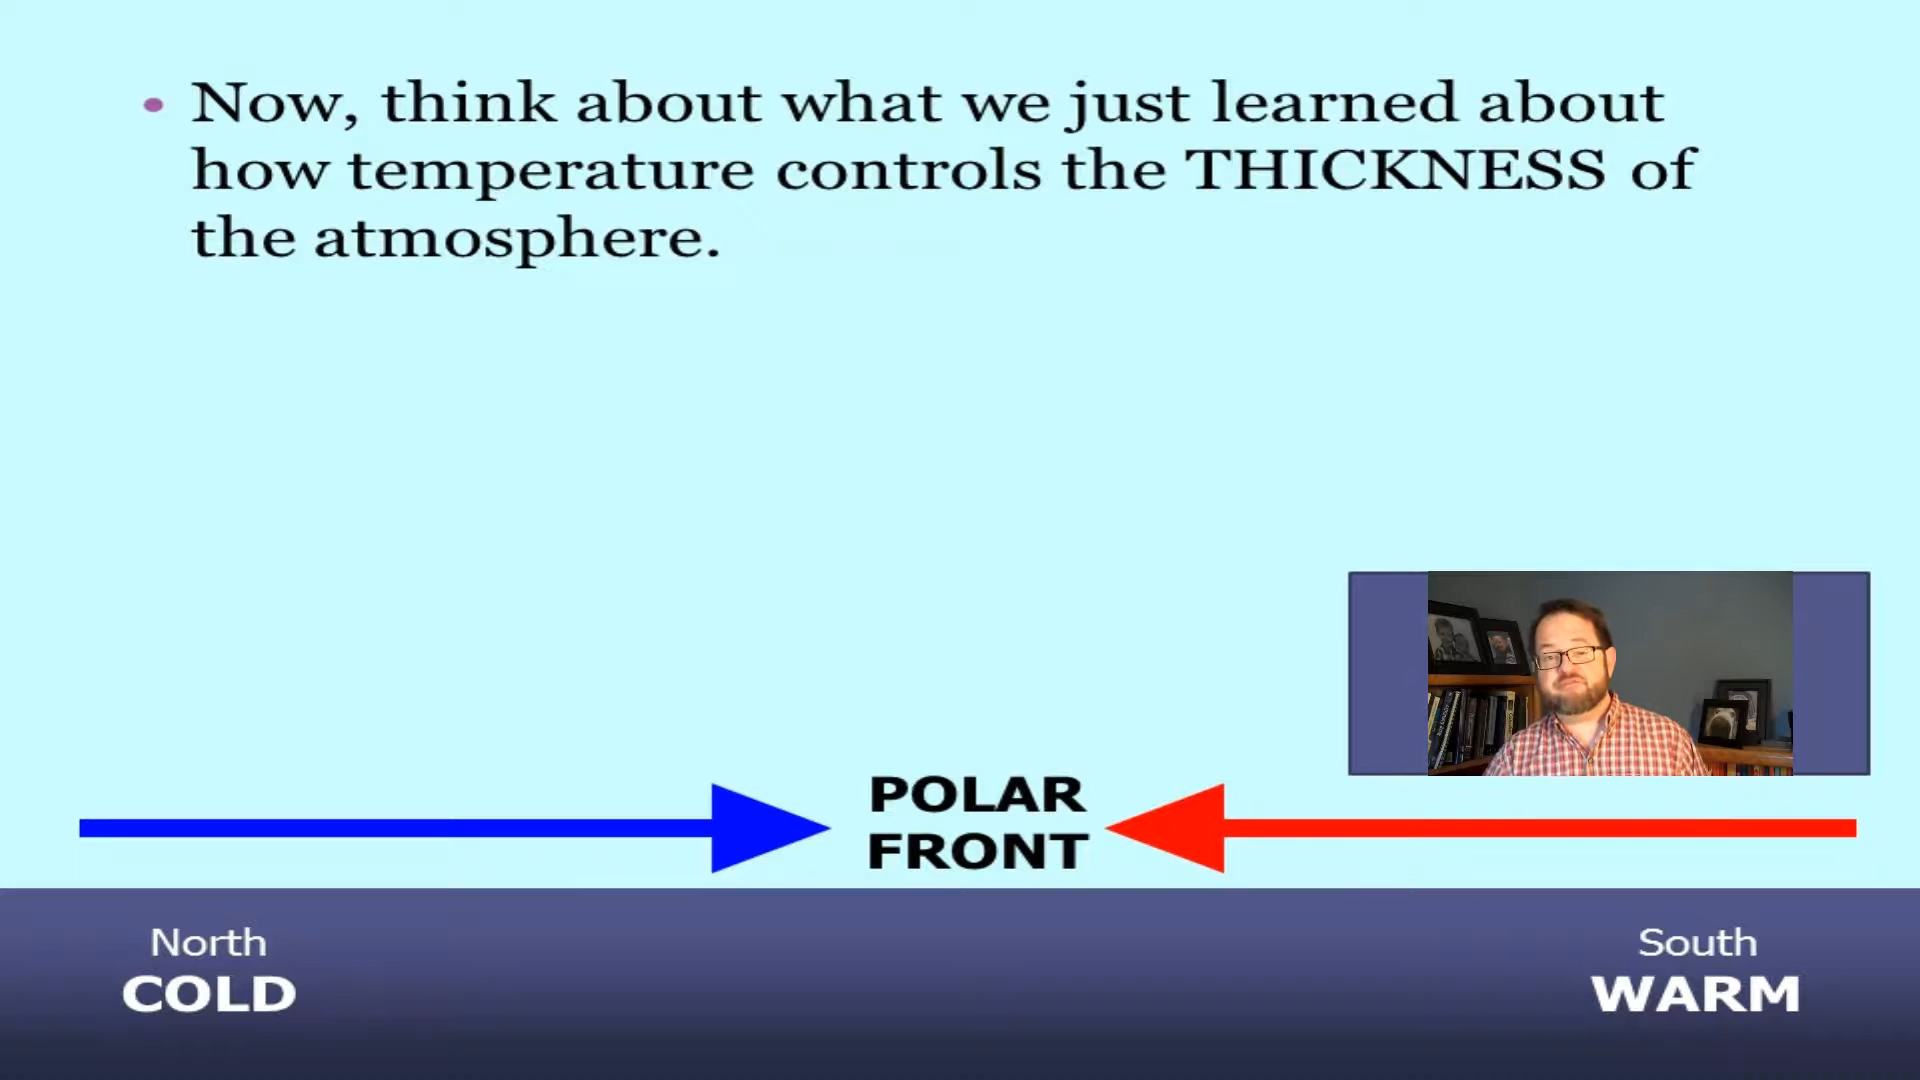 • Now, think about what we just learned about
how temperature controls the THICKNESS of
the atmosphere.
POLAR
FRONT
North
COLD
South
WARM